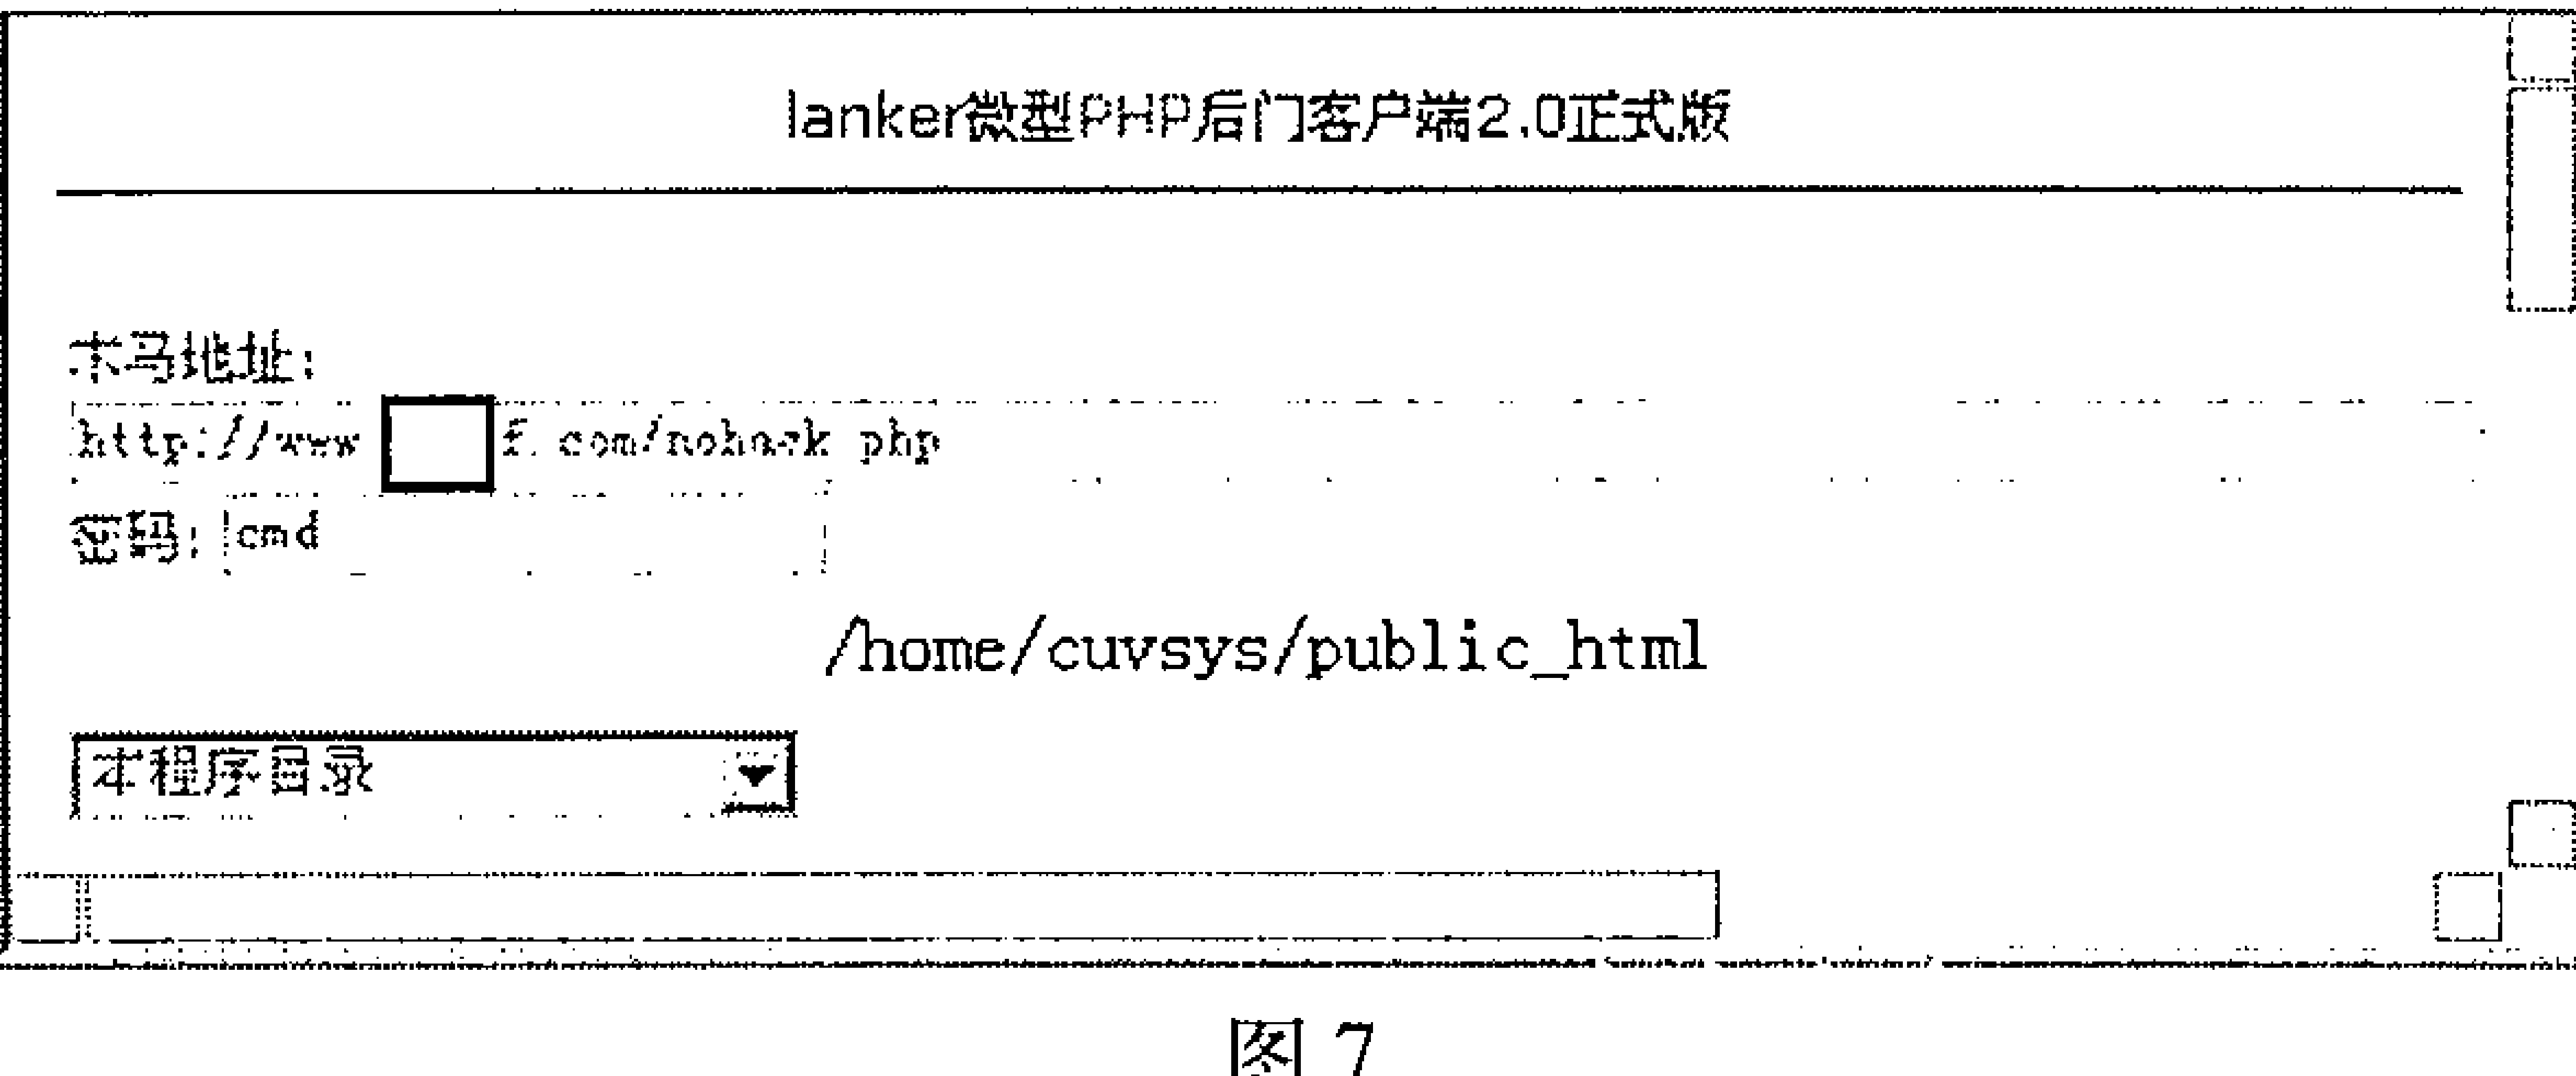 lanker微型PHP后门客户端2.0正式版
木马地址:
http://www f.com/nohack.php
密码: cmd
/home/cuvsys/public_html
本程序目录
图 7